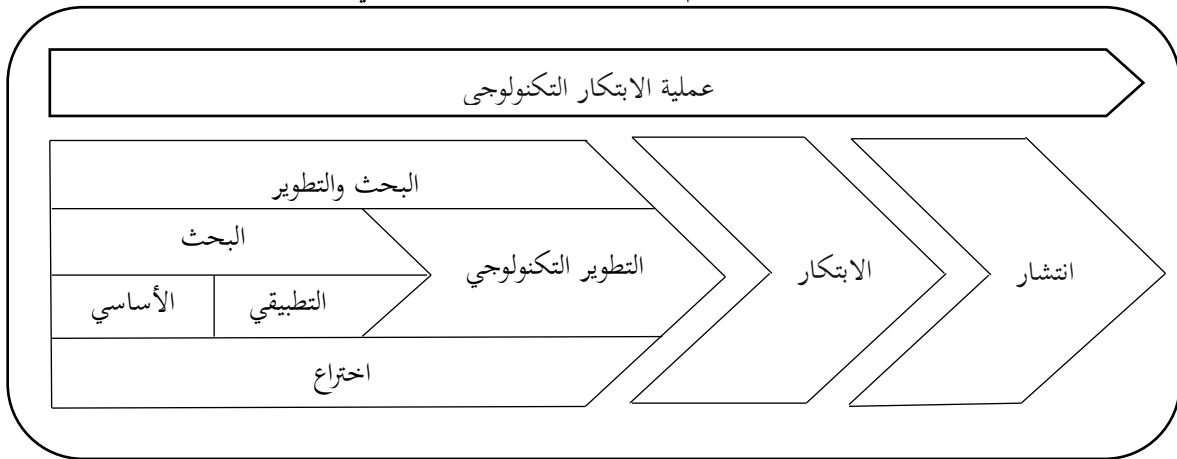 عملية الابتكار التكنولوجي
البحث والتطوير
البحث
التطوير التكنولوجي
الابتكار
انتشار
الأساسي
التطبيقي
اختراع